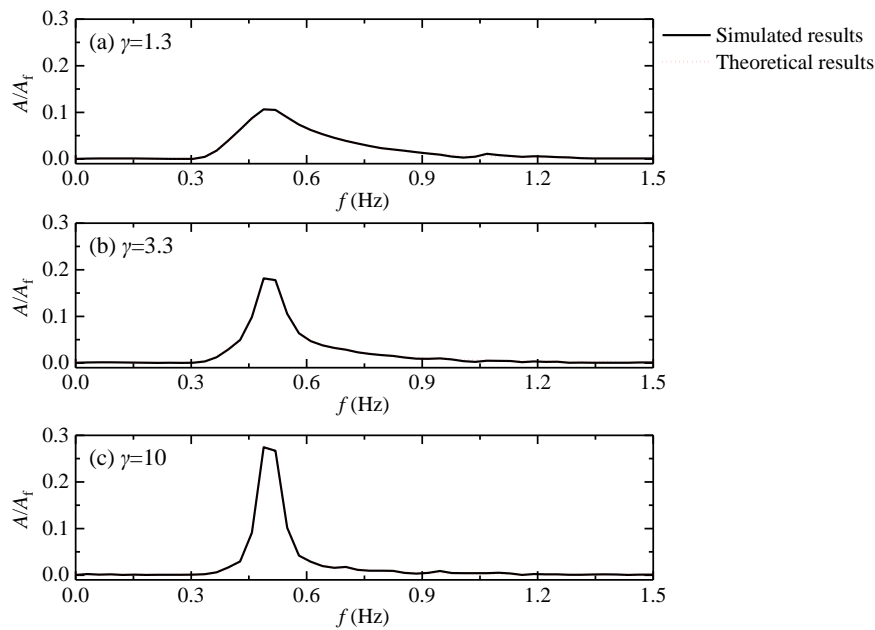 (a) γ=1.3
Simulated results
Theoretical results
A/A_f
0.3
0.2
0.1
0.0
0.0 0.3 0.6 0.9 1.2 1.5
f (Hz)
(b) γ=3.3
A/A_f
0.3
0.2
0.1
0.0
0.0 0.3 0.6 0.9 1.2 1.5
f (Hz)
(c) γ=10
A/A_f
0.3
0.2
0.1
0.0
0.0 0.3 0.6 0.9 1.2 1.5
f (Hz)